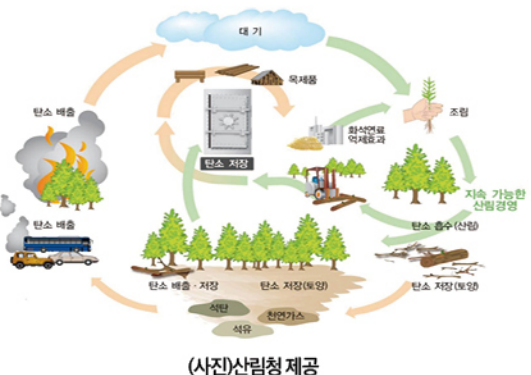 대 기
목제품
탄소 배출
화석연료
억제효과
조림
탄소 저장
지속 가능한
산림경영
탄소 배출
탄소 흡수(산림)
탄소 배출·저장
탄소 저장(토양)
탄소 저장(토양)
석탄
천연가스
석유
(사진)산림청 제공